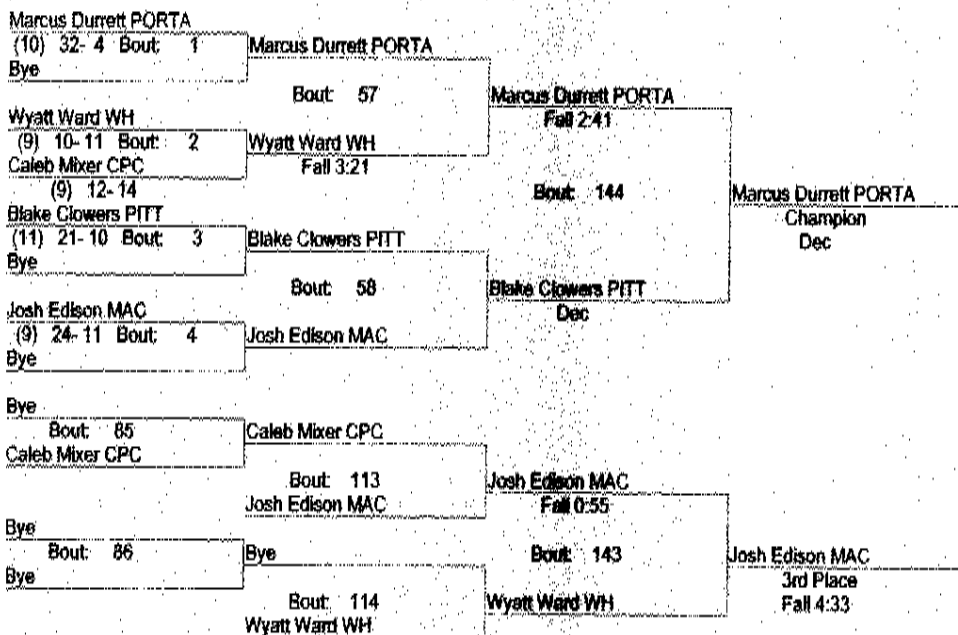 Marcus Durrett PORTA
(10) 32- 4 Bout: 1
Marcus Durrett PORTA
Bye
Bout: 57
Marcus Durrett PORTA
Fall 2:41
Wyatt Ward WH
(9) 10- 11 Bout: 2
Wyatt Ward WH
Caleb Mixer CPC
Fall 3:21
(9) 12- 14
Bout: 144
Marcus Durrett PORTA
Champion
Dec
Blake Clowers PITT
(11) 21- 10 Bout: 3
Blake Clowers PITT
Bye
Bout: 58
Blake Clowers PITT
Dec
Josh Edison MAC
(9) 24- 11 Bout: 4
Josh Edison MAC
Bye
Bye
Bout: 85
Caleb Mixer CPC
Caleb Mixer CPC
Bout: 113
Josh Edison MAC
Josh Edison MAC
Fall 0:55
Bye
Bout: 86
Bye
Bye
Bout: 143
Josh Edison MAC
3rd Place
Fall 4:33
Bout: 114
Wyatt Ward WH
Wyatt Ward WH